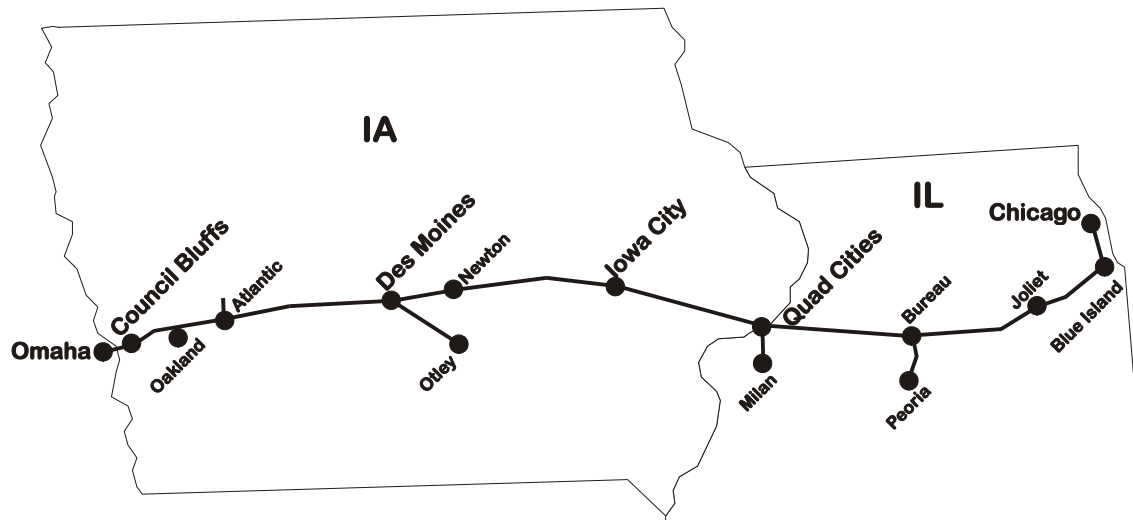 IA
IL
Omaha
Council Bluffs
Oakland
Atlantic
Des Moines
Newton
Otley
Iowa City
Quad Cities
Milan
Bureau
Peoria
Joliet
Blue Island
Chicago